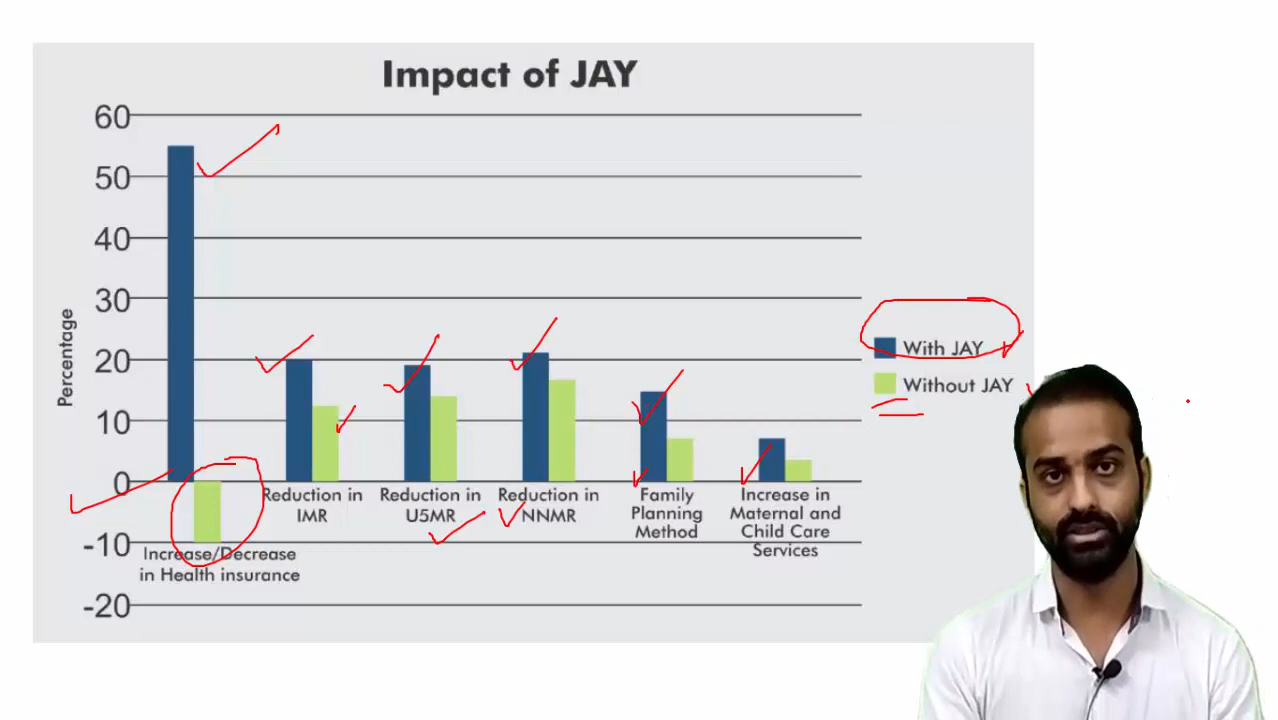 Impact of JAY
60
50
40
30
20
10
0
-10
-20
Percentage
With JAY
Without JAY
Increase/Decrease
in Health insurance
Reduction in
IMR
Reduction in
U5MR
Reduction in
NNMR
Family
Planning
Method
Increase in
Maternal and
Child Care
Services